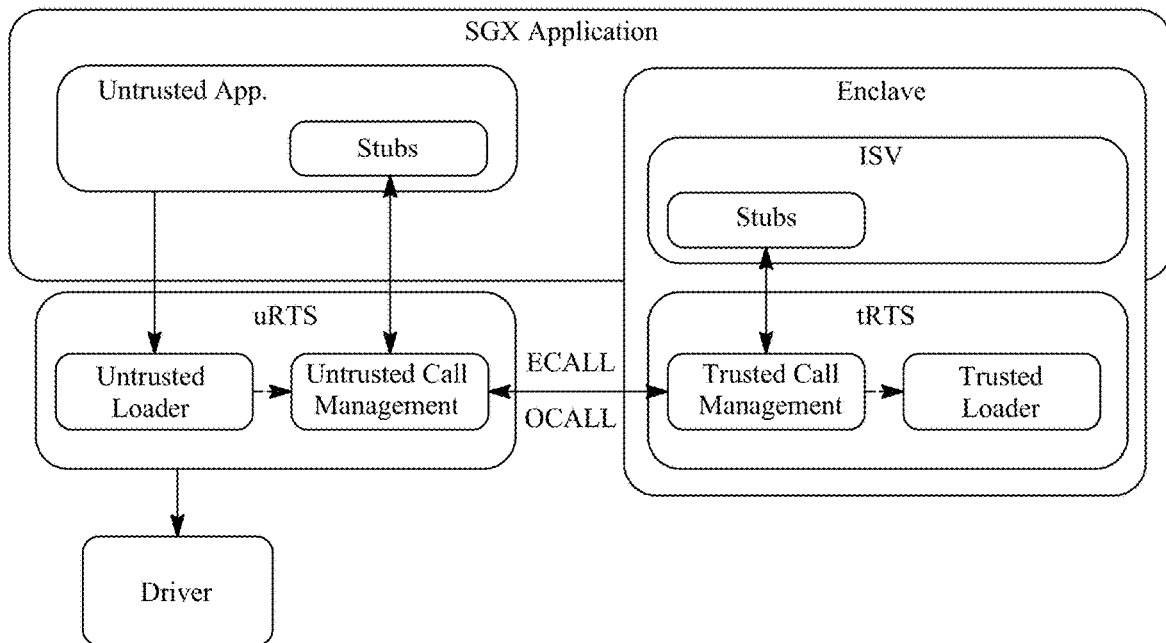 SGX Application
Untrusted App.
Stubs
Enclave
ISV
Stubs
uRTS
Untrusted
Loader
Untrusted Call
Management
ECALL
OCALL
tRTS
Trusted Call
Management
Trusted
Loader
Driver